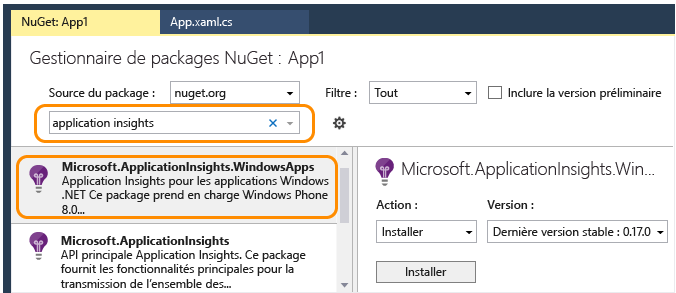 NuGet: App1
App.xaml.cs
Gestionnaire de packages NuGet : App1
Source du package : nuget.org Filtre : Tout Inclure la version préliminaire
application insights
Microsoft.ApplicationInsights.WindowsApps
Application Insights pour les applications Windows
.NET Ce package prend en charge Windows Phone
8.0...
Microsoft.ApplicationInsights
API principale Application Insights. Ce package
fournit les fonctionnalités principales pour la
transmission de l'ensemble des...
Microsoft.ApplicationInsights.Win...
Action : Version :
Installer Dernière version stable : 0.17.0
Installer